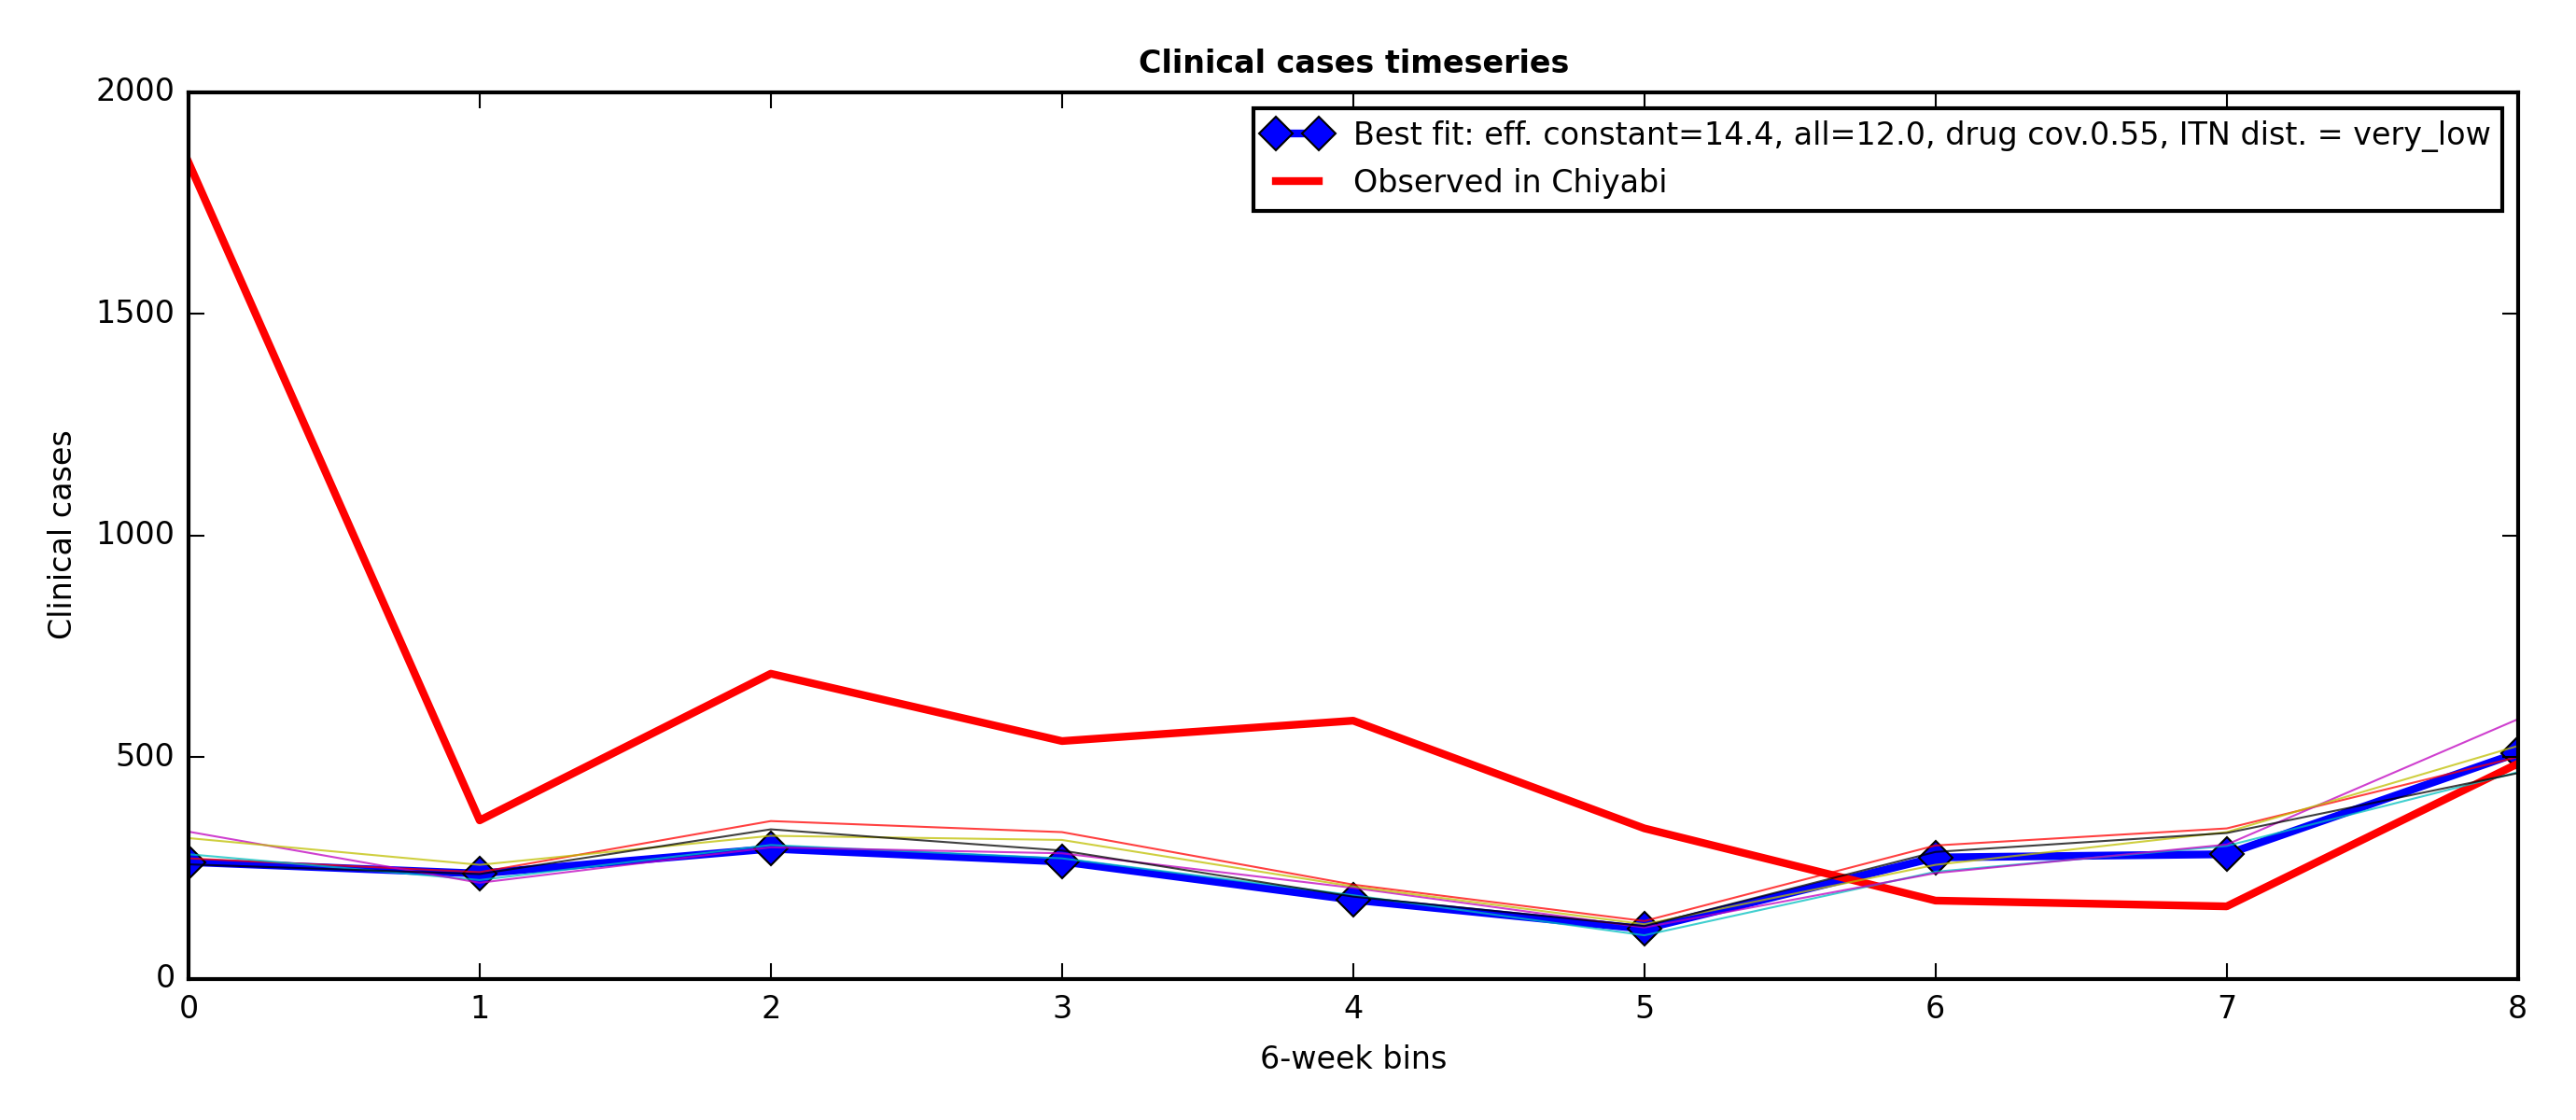 Clinical cases timeseries
2000
1500
1000
500
0
Clinical cases
Best fit: eff. constant=14.4, all=12.0, drug cov.0.55, ITN dist. = very_low
Observed in Chiyabi
0 1 2 3 4 5 6 7 8
6-week bins